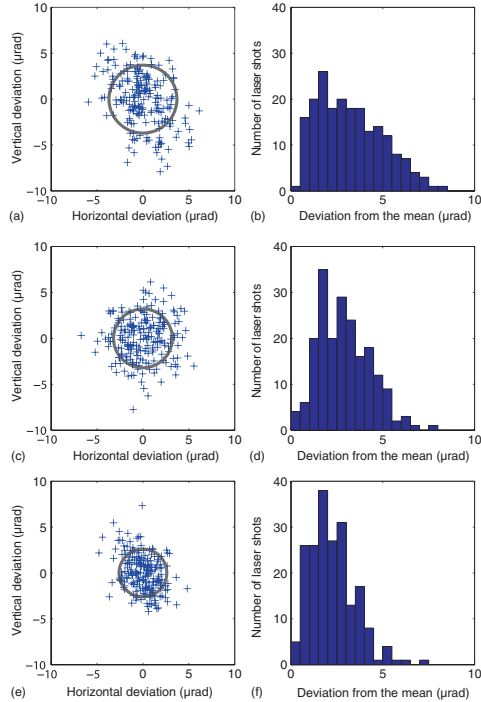 10
5
0
−5
−10
Vertical deviation (µrad)
−10 −5 0 5 10
(a) Horizontal deviation (µrad)
40
30
20
10
0
Number of laser shots
0 5 10
(b) Deviation from the mean (µrad)
10
5
0
−5
−10
Vertical deviation (µrad)
−10 −5 0 5 10
(c) Horizontal deviation (µrad)
40
30
20
10
0
Number of laser shots
0 5 10
(d) Deviation from the mean (µrad)
10
5
0
−5
−10
Vertical deviation (µrad)
−10 −5 0 5 10
(e) Horizontal deviation (µrad)
40
30
20
10
0
Number of laser shots
0 5 10
(f) Deviation from the mean (µrad)